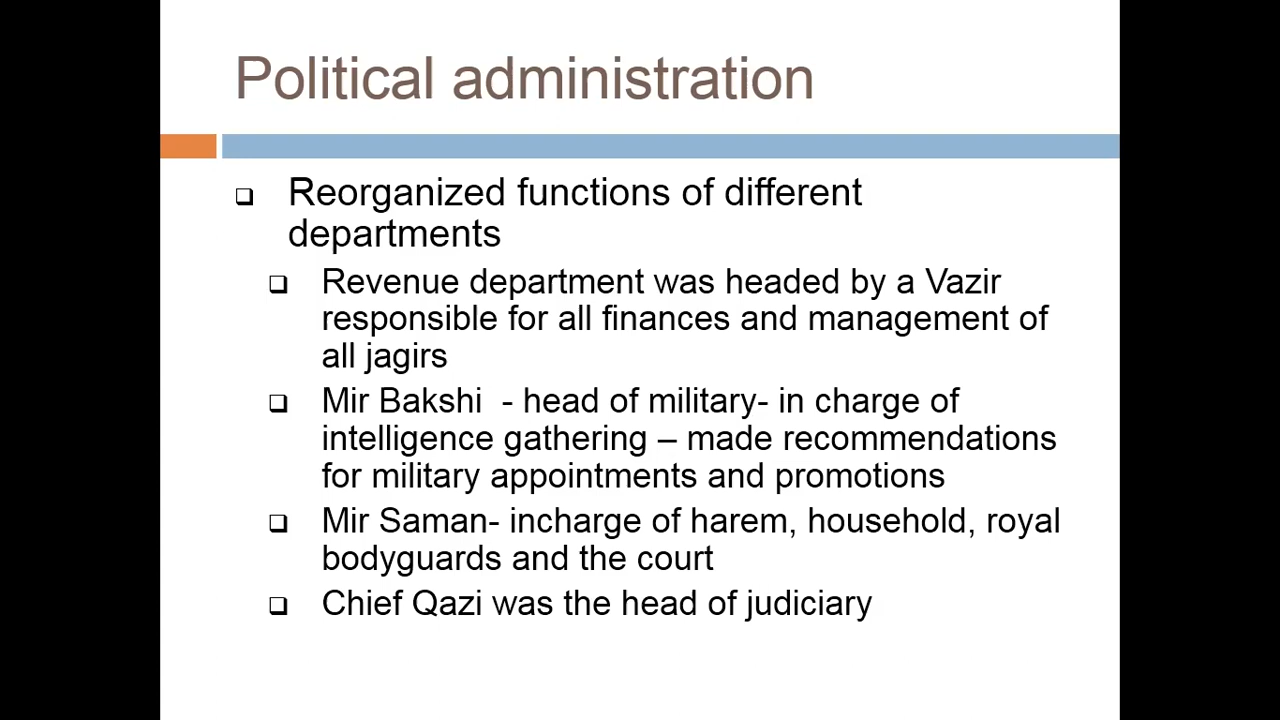 Political administration
Reorganized functions of different
departments
Revenue department was headed by a Vazir
responsible for all finances and management of
all jagirs
Mir Bakshi - head of military- in charge of
intelligence gathering – made recommendations
for military appointments and promotions
Mir Saman- incharge of harem, household, royal
bodyguards and the court
Chief Qazi was the head of judiciary